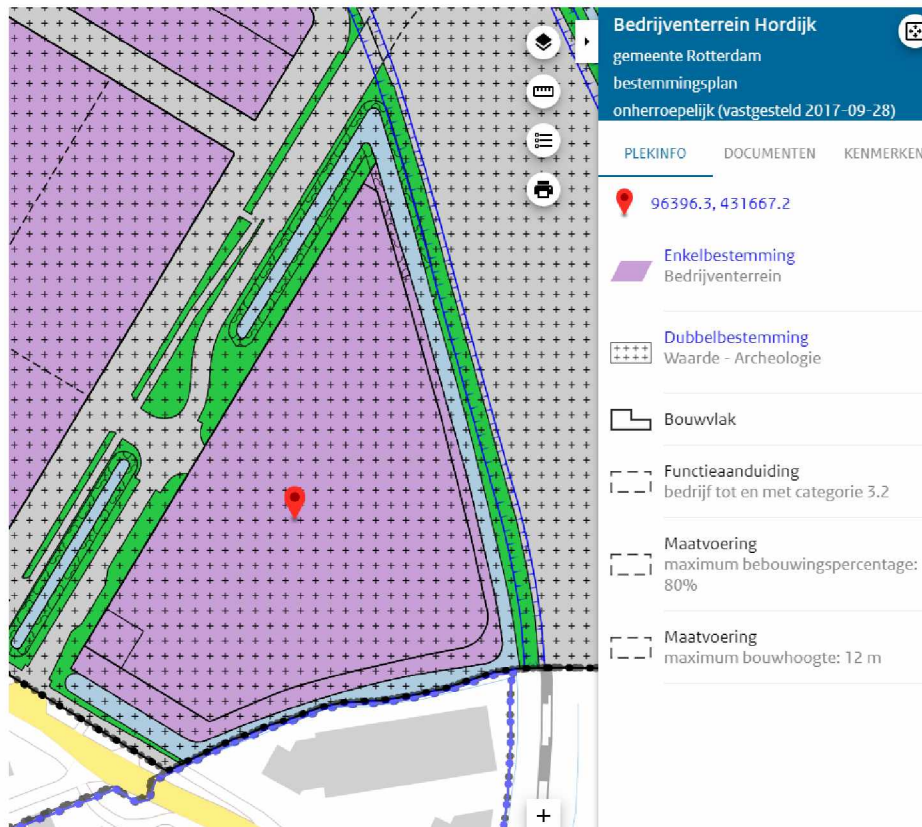 Bedrijventerrein Hordijk
gemeente Rotterdam
bestemmingsplan
onherroepelijk (vastgesteld 2017-09-28)
PLEKINFO DOCUMENTEN KENMERKEN
96396.3, 431667.2
Enkelbestemming
Bedrijventerrein
Dubbelbestemming
Waarde - Archeologie
Bouwvlak
Functieaanduiding
bedrijf tot en met categorie 3.2
Maatvoering
maximum bebouwingspercentage:
80%
Maatvoering
maximum bouwhoogte: 12 m
+